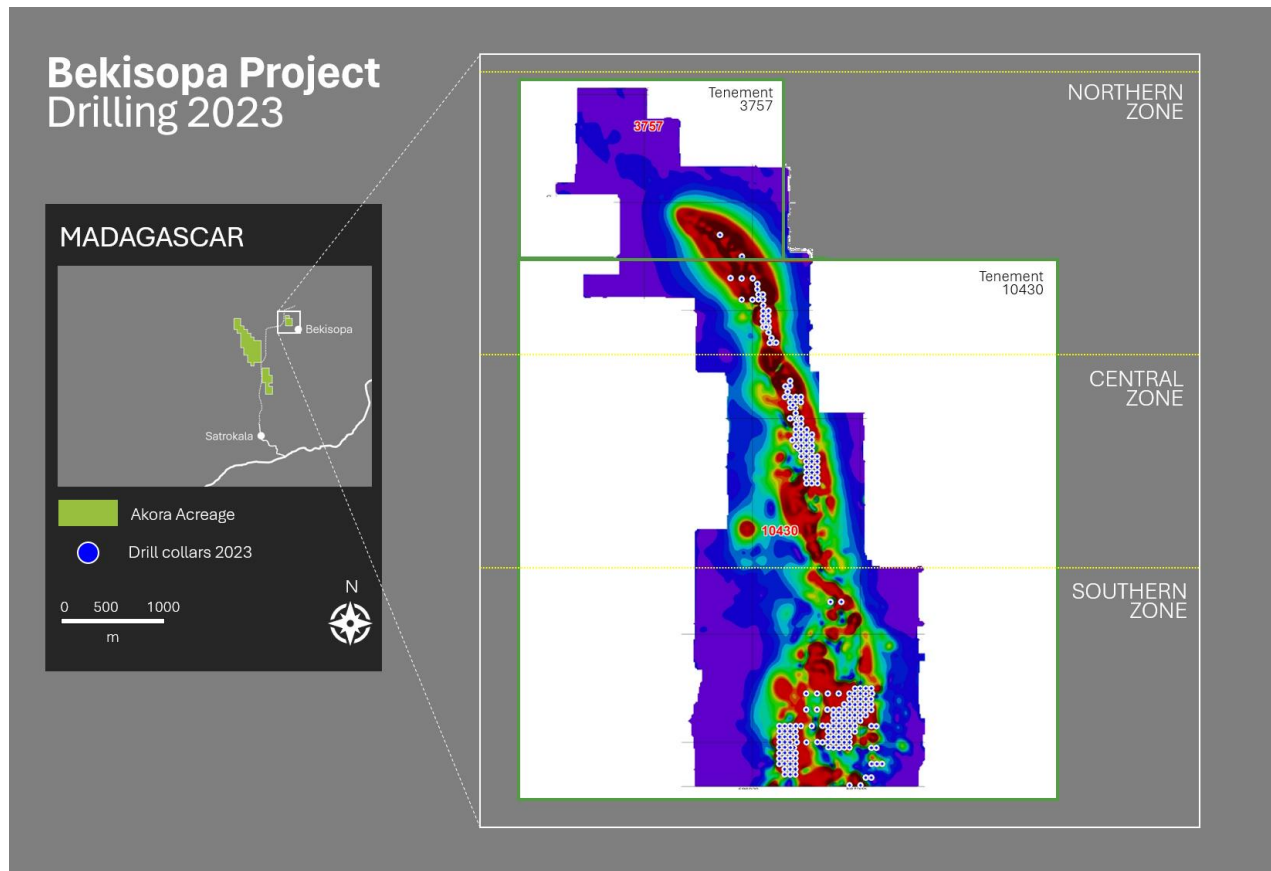 Bekisopa Project
Drilling 2023
MADAGASCAR
Bekisopa
Satrokala
Akora Acreage
Drill collars 2023
0 500 1000
m
N
Tenement
3757
3757
Tenement
10430
10430
NORTHERN
ZONE
CENTRAL
ZONE
SOUTHERN
ZONE